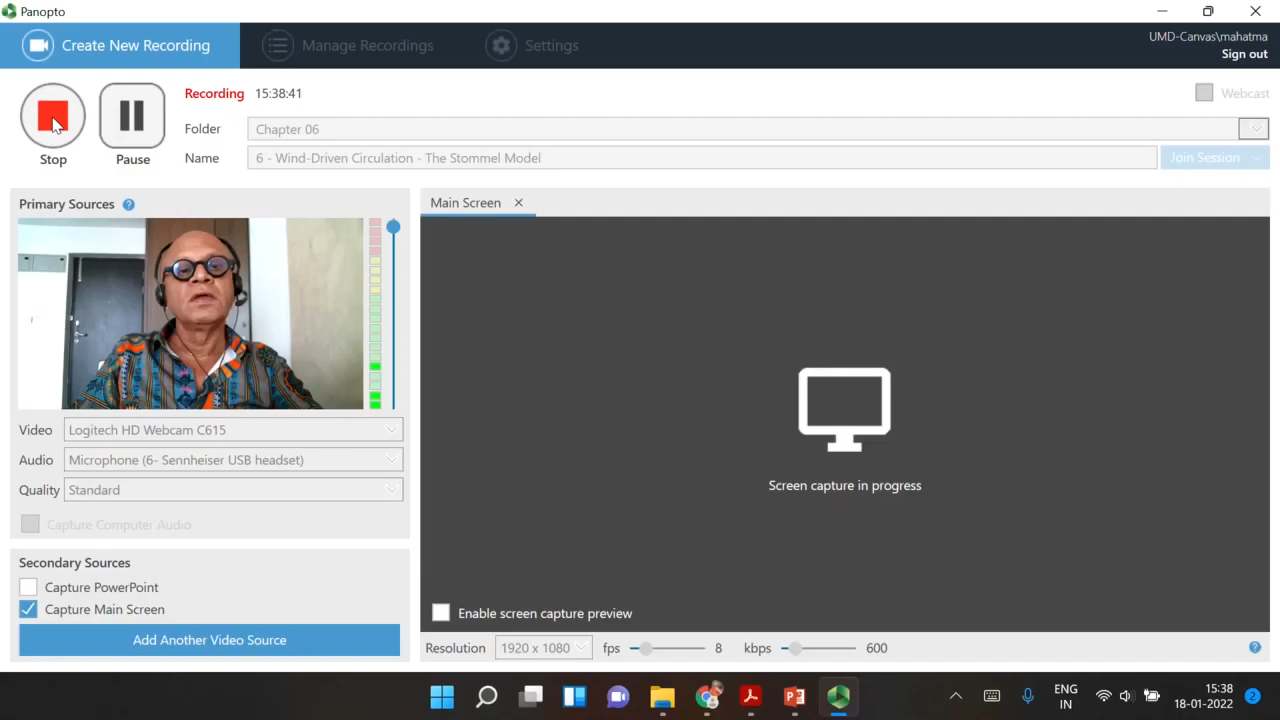 Panopto
Create New Recording
Manage Recordings
Settings
UMD-Canvas\mahatma
Sign out
Recording 15:38:41
Webcast
Folder Chapter 06
Stop
Pause
Name 6 - Wind-Driven Circulation - The Stommel Model
Join Session
Primary Sources ?
Main Screen
Video Logitech HD Webcam C615
Audio Microphone (6- Sennheiser USB headset)
Quality Standard
Capture Computer Audio
Screen capture in progress
Secondary Sources
Capture PowerPoint
Capture Main Screen
Add Another Video Source
Enable screen capture preview
Resolution 1920 x 1080 fps 8 kbps 600 ?
ENG
IN
15:38
18-01-2022
2